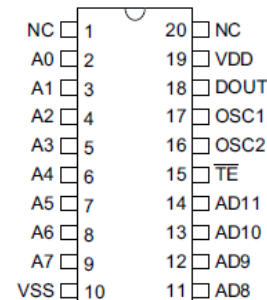 NC 1 20 NC
A0 2 19 VDD
A1 3 18 DOUT
A2 4 17 OSC1
A3 5 16 OSC2
A4 6 15 TE
A5 7 14 AD11
A6 8 13 AD10
A7 9 12 AD9
VSS 10 11 AD8